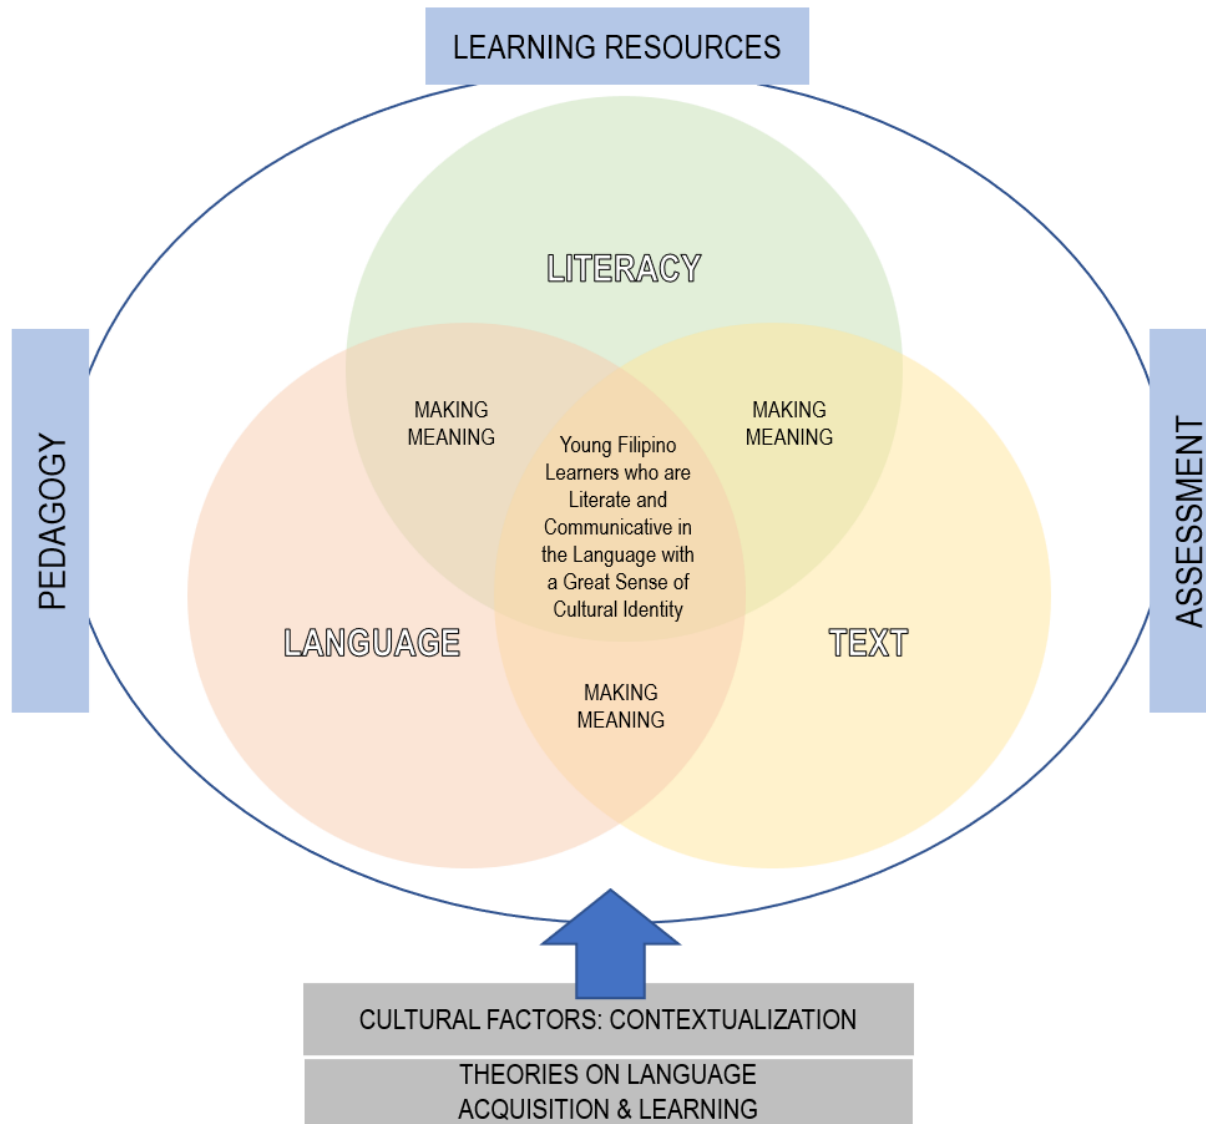 LEARNING RESOURCES
LITERACY
PEDAGOGY
ASSESSMENT
MAKING
MEANING
MAKING
MEANING
Young Filipino
Learners who are
Literate and
Communicative in
the Language with
a Great Sense of
Cultural Identity
LANGUAGE
TEXT
MAKING
MEANING
CULTURAL FACTORS: CONTEXTUALIZATION
THEORIES ON LANGUAGE
ACQUISITION & LEARNING